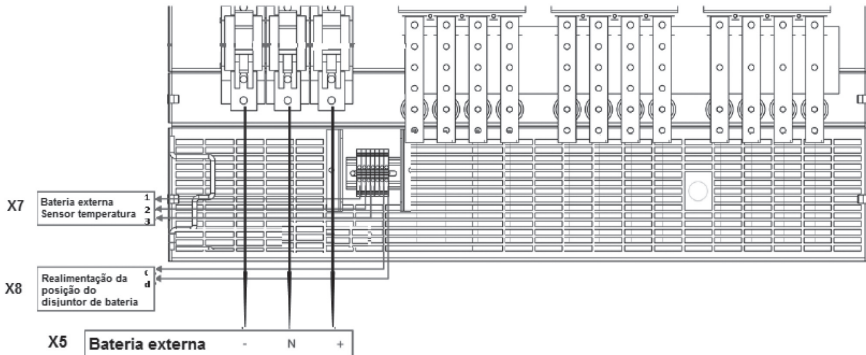 X7
Bateria externa 1
Sensor temperatura 2
3
X8
Realimentação da c
posição do d
disjuntor de bateria
X5 Bateria externa - N +